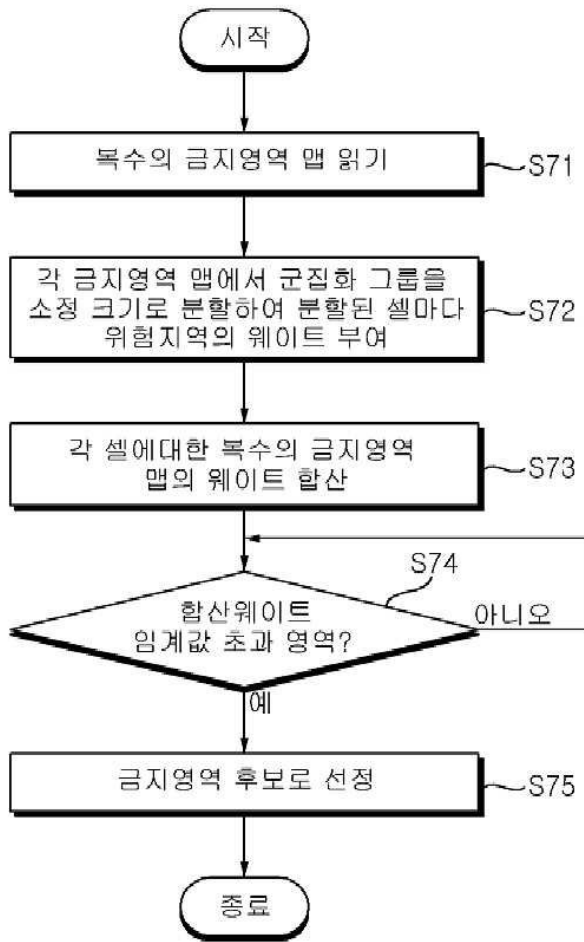 시작
복수의 금지영역 맵 읽기
S71
각 금지영역 맵에서 군집화 그룹을
소정 크기로 분할하여 분할된 셀마다
위험지역의 웨이트 부여
S72
각 셀에대한 복수의 금지영역
맵의 웨이트 합산
S73
S74
합산웨이트
임계값 초과 영역?
아니오
예
금지영역 후보로 선정
S75
종료